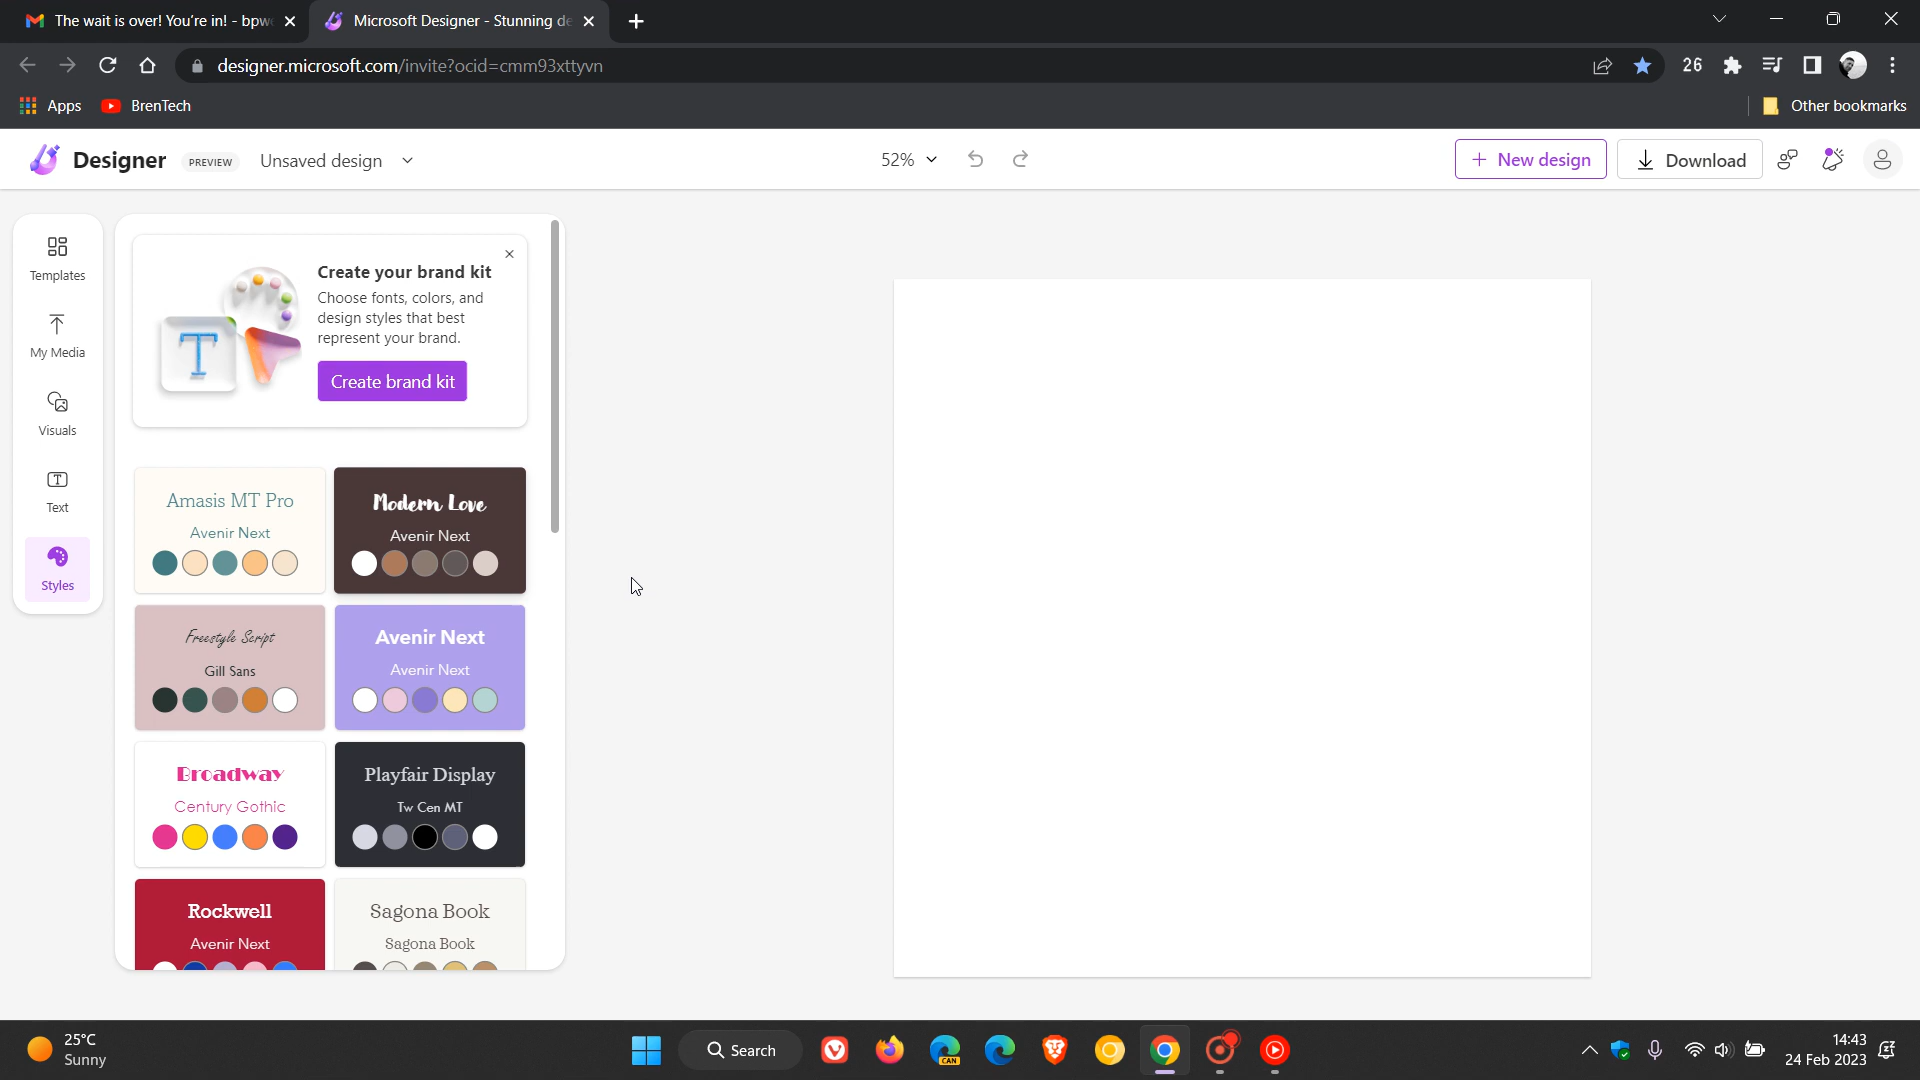 The wait is over! You're in! - bpw
Microsoft Designer - Stunning de
designer.microsoft.com/invite?ocid=cmm93xttyvn
26
Apps
BrenTech
Other bookmarks
Designer
PREVIEW
Unsaved design
52%
New design
Download
Templates
My Media
Visuals
Text
Styles
Create your brand kit
Choose fonts, colors, and
design styles that best
represent your brand.
Create brand kit
Amasis MT Pro
Avenir Next
Modern Love
Avenir Next
Freestyle Script
Gill Sans
Avenir Next
Avenir Next
Broadway
Century Gothic
Playfair Display
Tw Cen MT
Rockwell
Avenir Next
Sagona Book
Sagona Book
25°C
Sunny
Search
CAN
14:43
24 Feb 2023